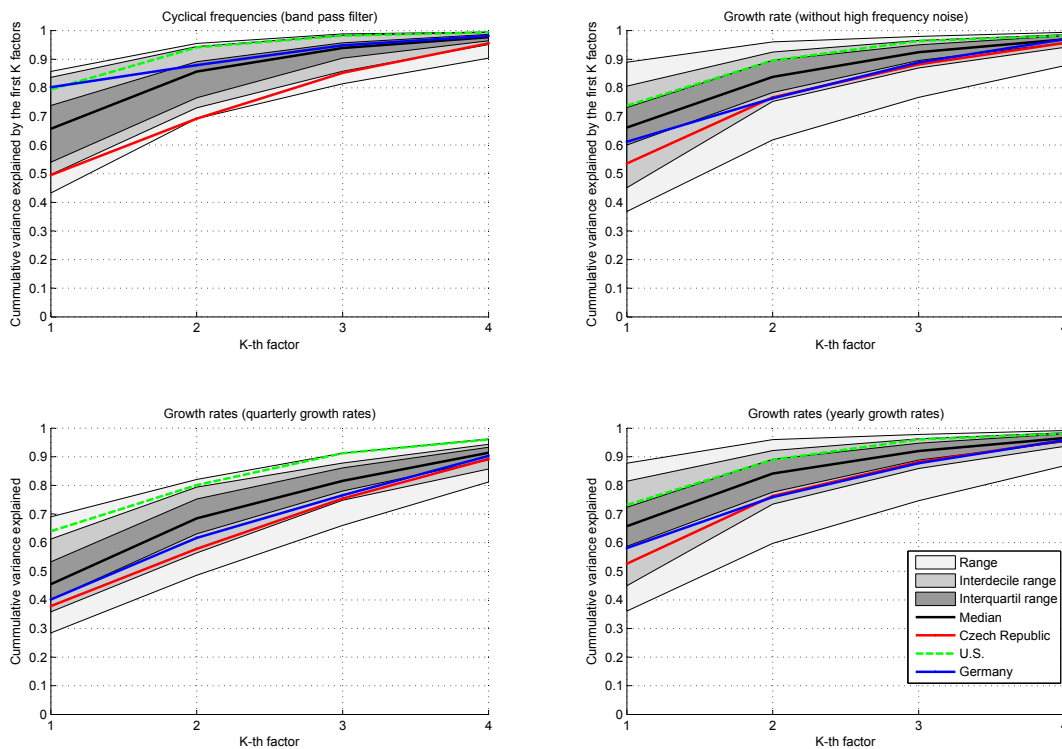 Cyclical frequencies (band pass filter)
Cummulative variance explained by the first K factors
1
0.9
0.8
0.7
0.6
0.5
0.4
0.3
0.2
0.1
0
1 2 3 4
K-th factor
Growth rate (without high frequency noise)
Cummulative variance explained by the first K factors
1
0.9
0.8
0.7
0.6
0.5
0.4
0.3
0.2
0.1
0
1 2 3 4
K-th factor
Growth rates (quarterly growth rates)
Cummulative variance explained
1
0.9
0.8
0.7
0.6
0.5
0.4
0.3
0.2
0.1
0
1 2 3 4
K-th factor
Growth rates (yearly growth rates)
Cummulative variance explained
1
0.9
0.8
0.7
0.6
0.5
0.4
0.3
0.2
0.1
0
1 2 3 4
K-th factor
Range
Interdecile range
Interquartil range
Median
Czech Republic
U.S.
Germany